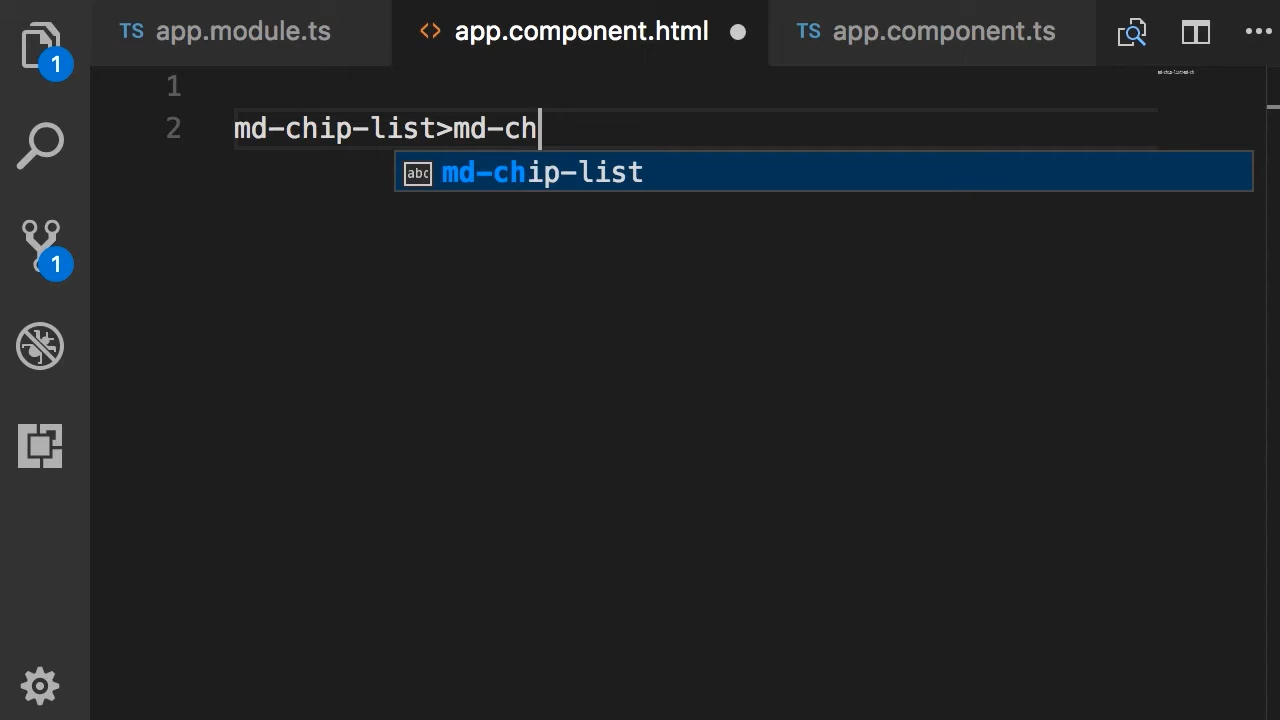 TS app.module.ts
<> app.component.html
TS app.component.ts
1
1
1
2 md-chip-list>md-ch
abc md-chip-list